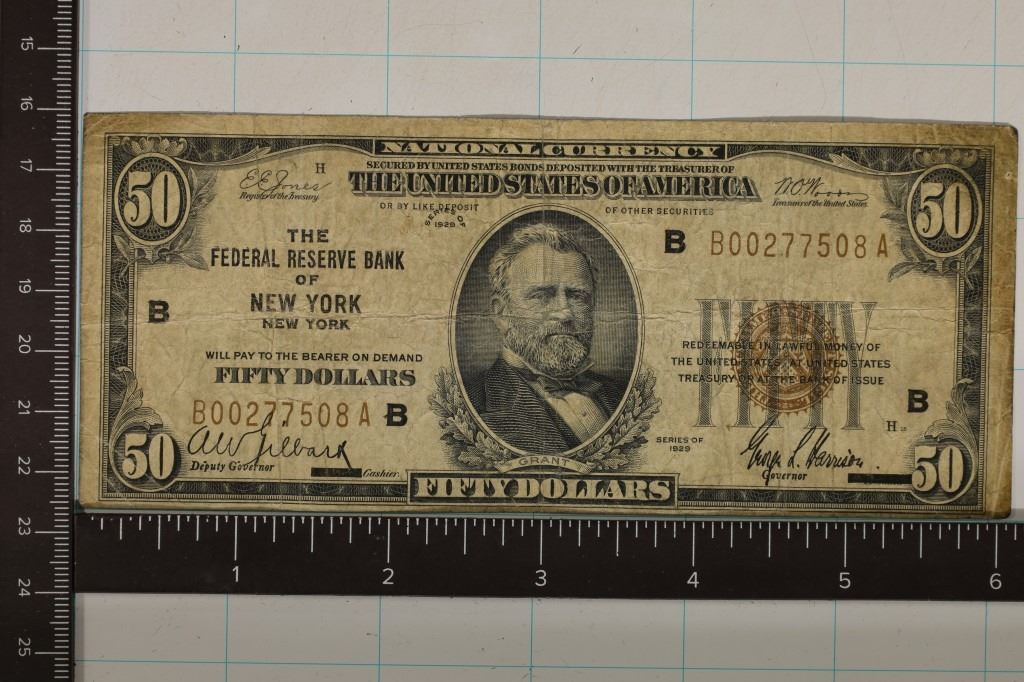 NATIONAL CURRENCY
SECURED BY UNITED STATES BONDS DEPOSITED WITH THE TREASURER OF
THE UNITED STATES OF AMERICA
OR BY LIKE DEPOSIT OF OTHER SECURITIES
50
H
E E Jones
Register of the Treasury.
SERIES OF
1929
W O Woods
Treasurer of the United States
50
THE
FEDERAL RESERVE BANK
OF
NEW YORK
NEW YORK
B
B00277508A
B
WILL PAY TO THE BEARER ON DEMAND
FIFTY DOLLARS
B00277508A
B
FIFTY
REDEEMABLE IN LAWFUL MONEY OF
THE UNITED STATES AT UNITED STATES
TREASURY OR AT THE BANK OF ISSUE
B
H
SERIES OF
1929
50
Deputy Governor
Cashier.
GRANT
FIFTY DOLLARS
George L. Harrison.
Governor
50
15
16
17
18
19
20
21
22
23
24
25
1 2 3 4 5 6